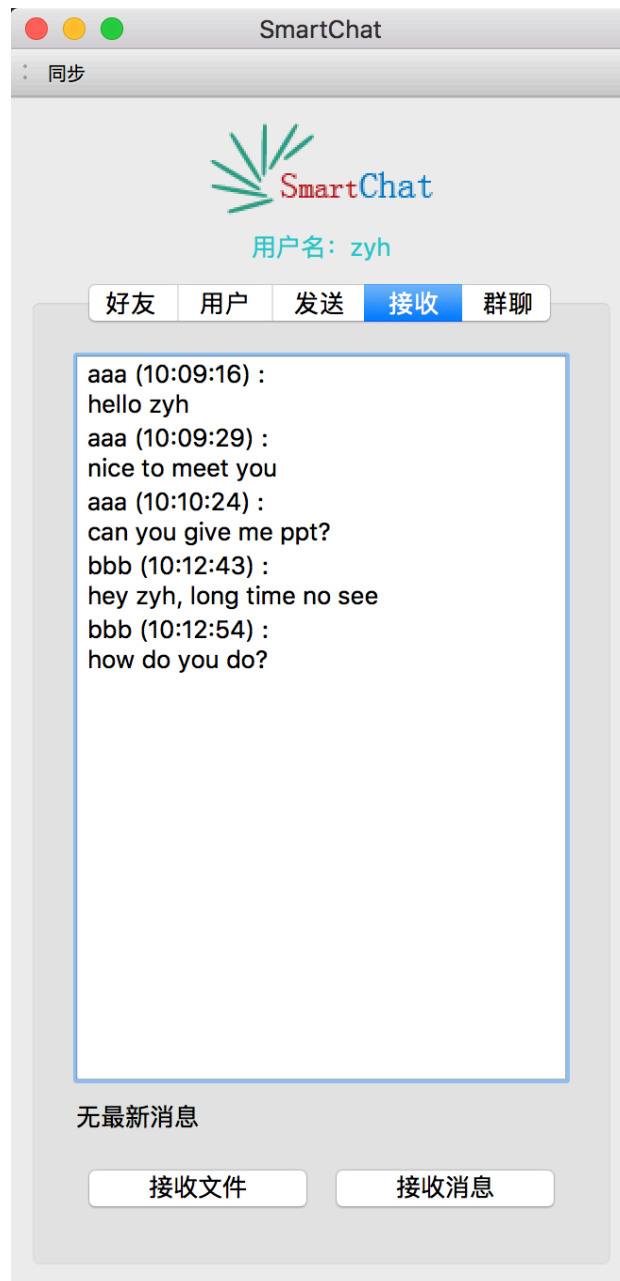 SmartChat
同步
SmartChat
用户名：zyh
好友 用户 发送 接收 群聊
aaa (10:09:16) :
hello zyh
aaa (10:09:29) :
nice to meet you
aaa (10:10:24) :
can you give me ppt?
bbb (10:12:43) :
hey zyh, long time no see
bbb (10:12:54) :
how do you do?
无最新消息
接收文件 接收消息